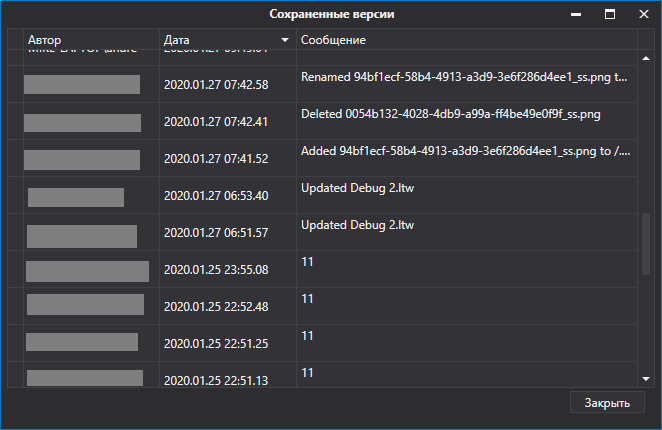 Сохраненные версии
Автор Дата Сообщение
2020.01.27 07.42.58 Renamed 94bf1ecf-58b4-4913-a3d9-3e6f286d4ee1_ss.png t...
2020.01.27 07:42.41 Deleted 0054b132-4028-4db9-a99a-ff4be49e0f9f_ss.png
2020.01.27 07:41.52 Added 94bf1ecf-58b4-4913-a3d9-3e6f286d4ee1_ss.png to /....
2020.01.27 06:53.40 Updated Debug 2.ltw
2020.01.27 06:51.57 Updated Debug 2.ltw
2020.01.25 23:55.08 11
2020.01.25 22:52.48 11
2020.01.25 22:51.25 11
2020.01.25 22:51.13 11
Закрыть